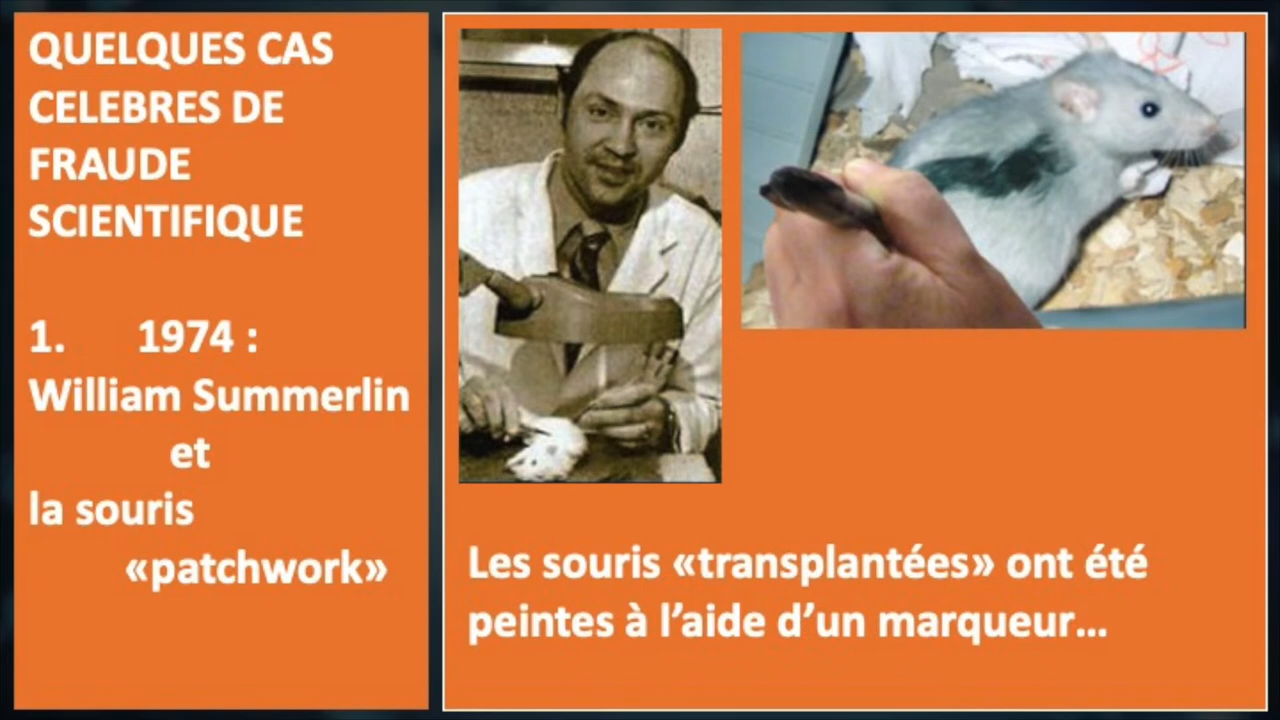 QUELQUES CAS
CELEBRES DE
FRAUDE
SCIENTIFIQUE
1. 1974 :
William Summerlin
et
la souris
«patchwork»
Les souris «transplantées» ont été
peintes à l’aide d’un marqueur...